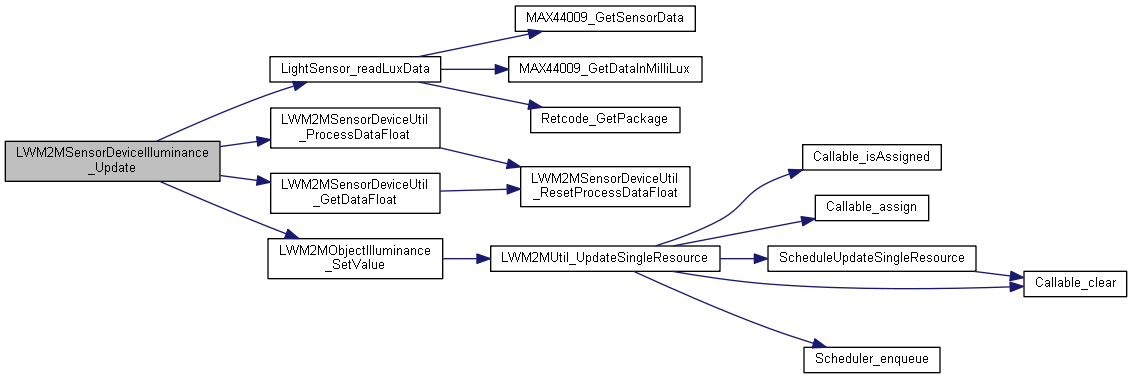 MAX44009_GetSensorData
LightSensor_readLuxData
MAX44009_GetDataInMilliLux
Retcode_GetPackage
LWM2MSensorDeviceUtil
_ProcessDataFloat
LWM2MSensorDeviceIlluminance
_Update
LWM2MSensorDeviceUtil
_GetDataFloat
LWM2MSensorDeviceUtil
_ResetProcessDataFloat
Callable_isAssigned
Callable_assign
LWM2MObjectIlluminance
_SetValue
LWM2MUtil_UpdateSingleResource
ScheduleUpdateSingleResource
Callable_clear
Scheduler_enqueue